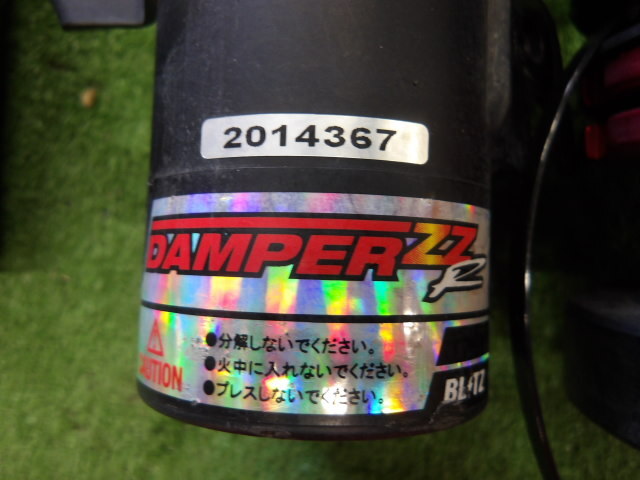 2014367
DAMPER ZZ R
●分解しないでください。
●火中に入れないでください。
●プレスしないでください。
CAUTION
BLITZ